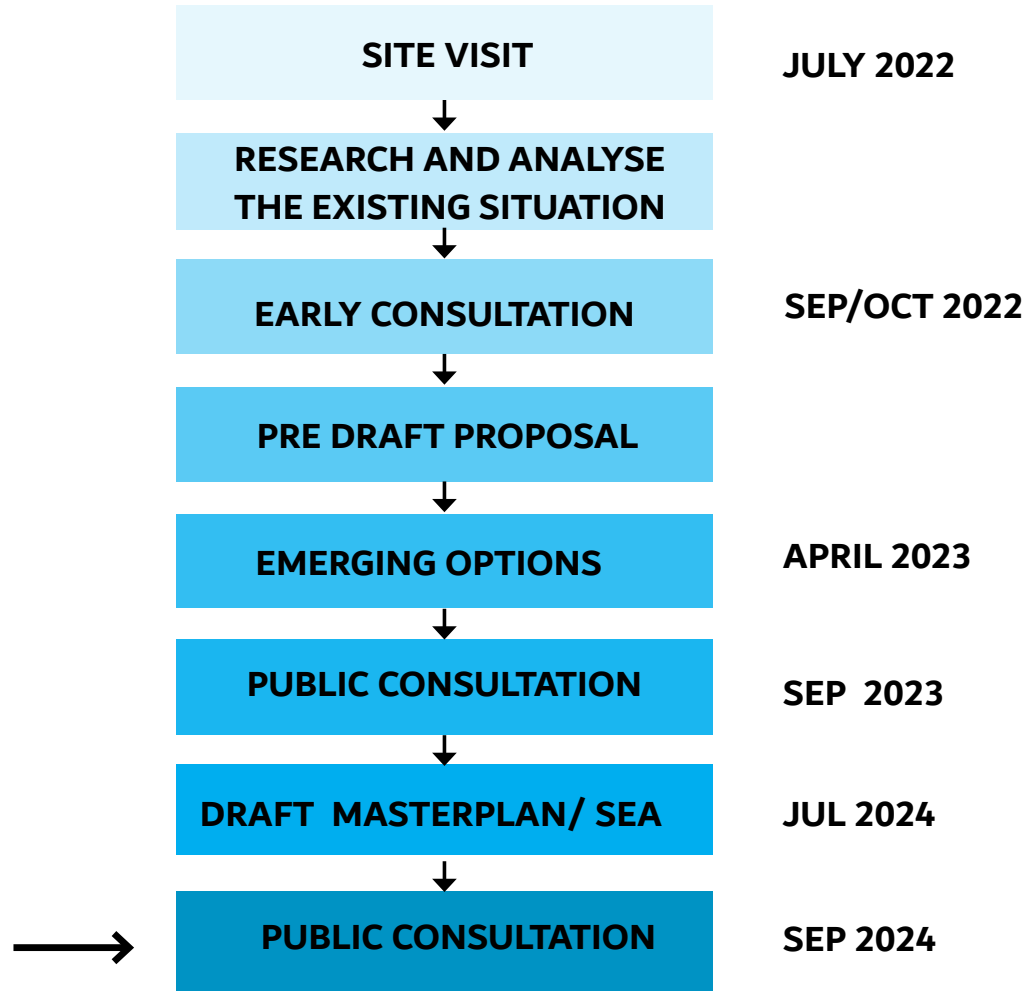 SITE VISIT
JULY 2022
RESEARCH AND ANALYSE
THE EXISTING SITUATION
EARLY CONSULTATION
SEP/OCT 2022
PRE DRAFT PROPOSAL
EMERGING OPTIONS
APRIL 2023
PUBLIC CONSULTATION
SEP 2023
DRAFT MASTERPLAN/ SEA
JUL 2024
PUBLIC CONSULTATION
SEP 2024